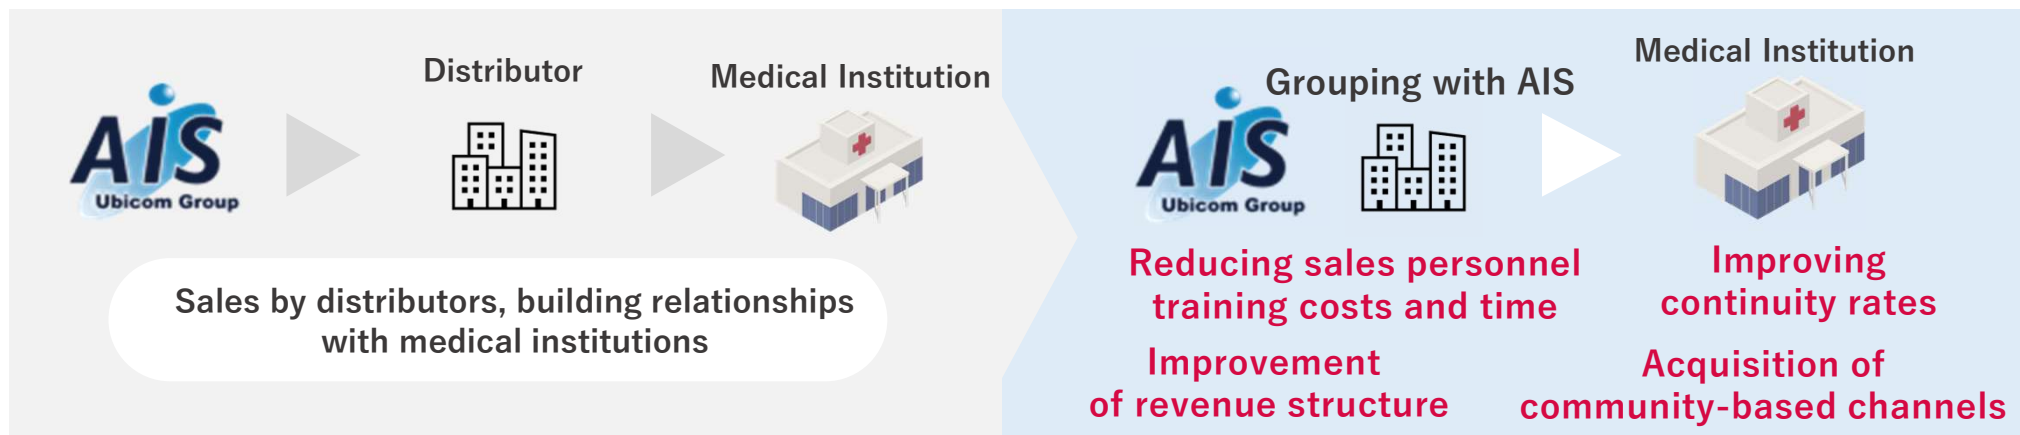 AIS
Ubicom Group
Distributor
Medical Institution
Sales by distributors, building relationships
with medical institutions
AIS
Ubicom Group
Grouping with AIS
Medical Institution
Reducing sales personnel
training costs and time
Improving
continuity rates
Improvement
of revenue structure
Acquisition of
community-based channels